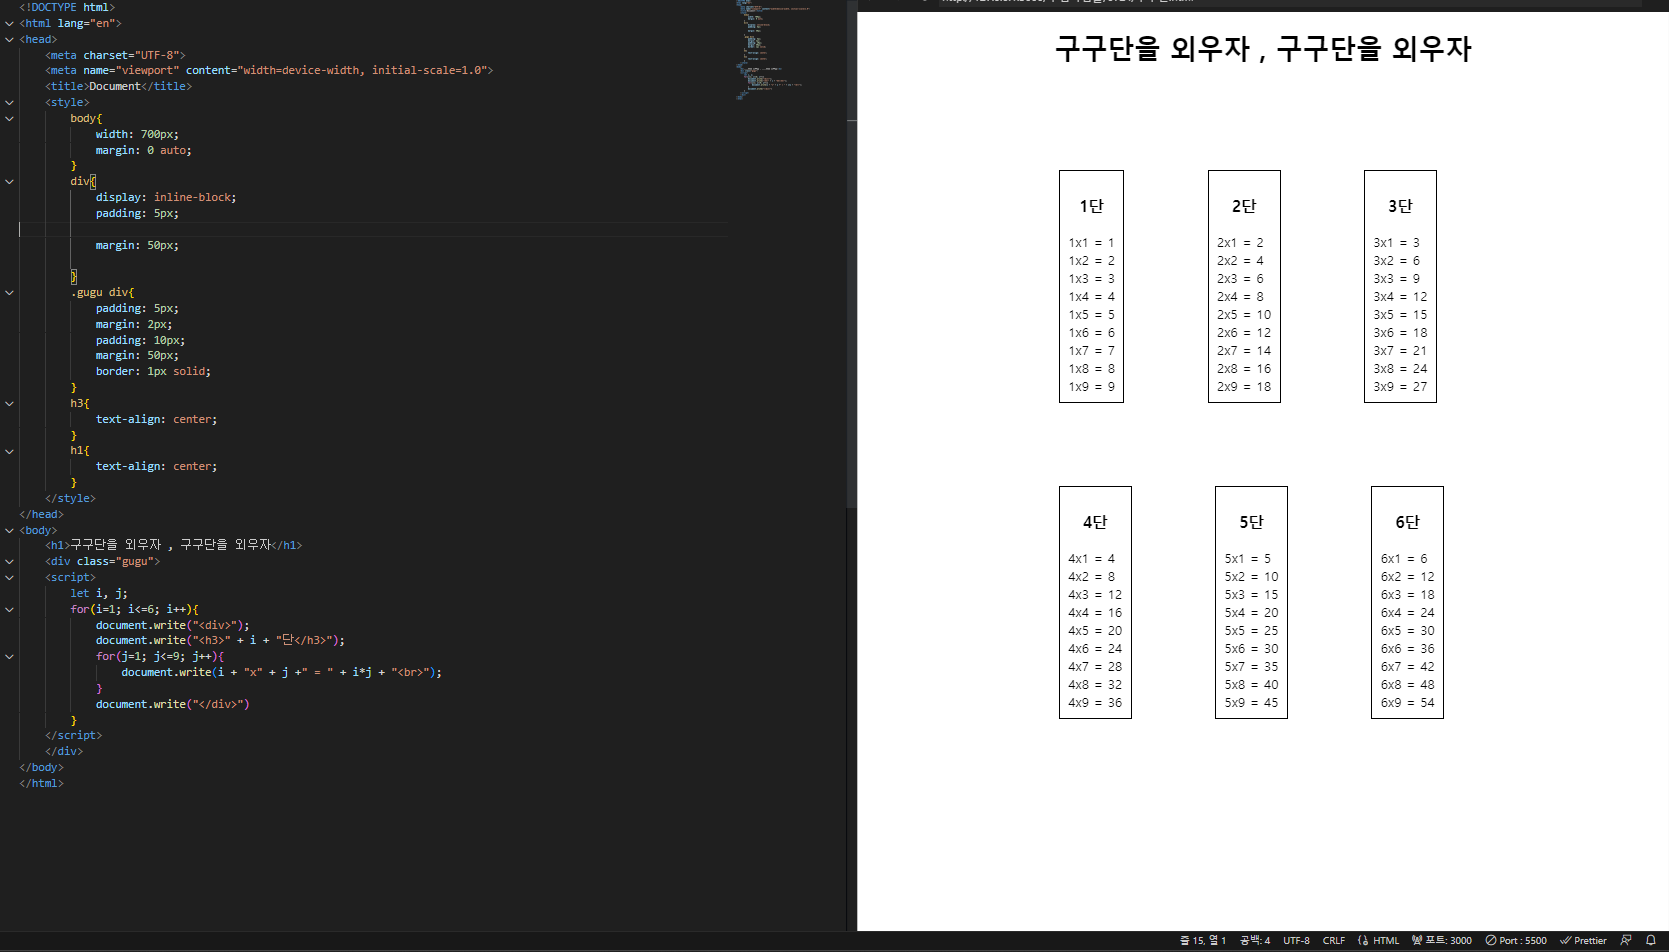 <!DOCTYPE html>
<html lang="en">
<head>
<meta charset="UTF-8">
<meta name="viewport" content="width=device-width, initial-scale=1.0">
<title>Document</title>
<style>
body{
width: 700px;
margin: 0 auto;
}
div{
display: inline-block;
padding: 5px;
margin: 50px;
}
.gugu div{
padding: 5px;
margin: 2px;
padding: 10px;
margin: 50px;
border: 1px solid;
}
h3{
text-align: center;
}
h1{
text-align: center;
}
</style>
</head>
<body>
<h1>구구단을 외우자 , 구구단을 외우자</h1>
<div class="gugu">
<script>
let i, j;
for(i=1; i<=6; i++){
document.write("<div>");
document.write("<h3>" + i + "단</h3>");
for(j=1; j<=9; j++){
document.write(i + "x" + j +" = " + i*j + "<br>");
}
document.write("</div>")
}
</script>
</div>
</body>
</html>
구구단을 외우자 , 구구단을 외우자
1단
1x1 = 1
1x2 = 2
1x3 = 3
1x4 = 4
1x5 = 5
1x6 = 6
1x7 = 7
1x8 = 8
1x9 = 9
2단
2x1 = 2
2x2 = 4
2x3 = 6
2x4 = 8
2x5 = 10
2x6 = 12
2x7 = 14
2x8 = 16
2x9 = 18
3단
3x1 = 3
3x2 = 6
3x3 = 9
3x4 = 12
3x5 = 15
3x6 = 18
3x7 = 21
3x8 = 24
3x9 = 27
4단
4x1 = 4
4x2 = 8
4x3 = 12
4x4 = 16
4x5 = 20
4x6 = 24
4x7 = 28
4x8 = 32
4x9 = 36
5단
5x1 = 5
5x2 = 10
5x3 = 15
5x4 = 20
5x5 = 25
5x6 = 30
5x7 = 35
5x8 = 40
5x9 = 45
6단
6x1 = 6
6x2 = 12
6x3 = 18
6x4 = 24
6x5 = 30
6x6 = 36
6x7 = 42
6x8 = 48
6x9 = 54
줄 15, 열 1 공백: 4 UTF-8 CRLF HTML 포트: 3000 Port : 5500 Prettier